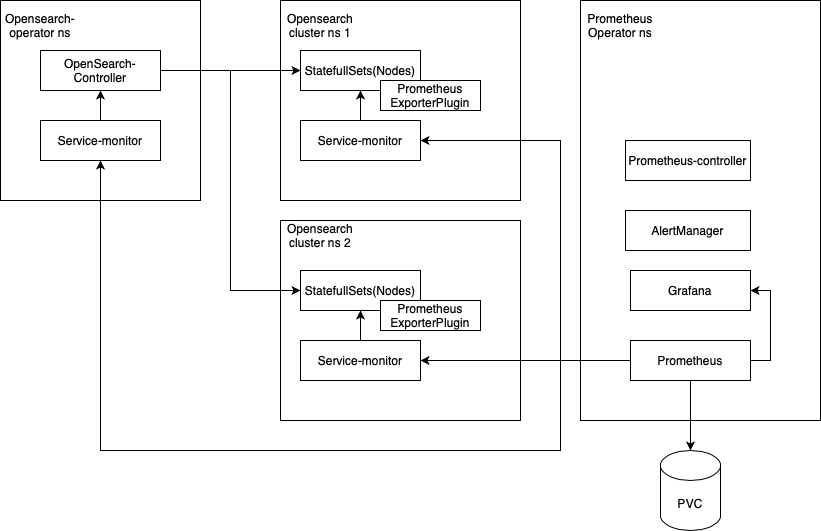 Opensearch-
operator ns
OpenSearch-
Controller
Service-monitor
Opensearch
cluster ns 1
StatefullSets(Nodes)
Prometheus
ExporterPlugin
Service-monitor
Opensearch
cluster ns 2
StatefullSets(Nodes)
Prometheus
ExporterPlugin
Service-monitor
Prometheus
Operator ns
Prometheus-controller
AlertManager
Grafana
Prometheus
PVC